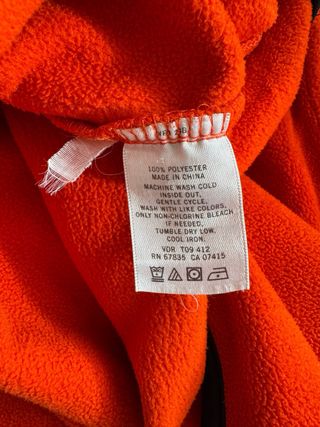 100% POLYESTER
MADE IN CHINA
MACHINE WASH COLD
INSIDE OUT,
GENTLE CYCLE,
WASH WITH LIKE COLORS,
ONLY NON-CHLORINE BLEACH
IF NEEDED,
TUMBLE DRY LOW.
COOL IRON.
VDR T09 412
RN 67835 CA 07415